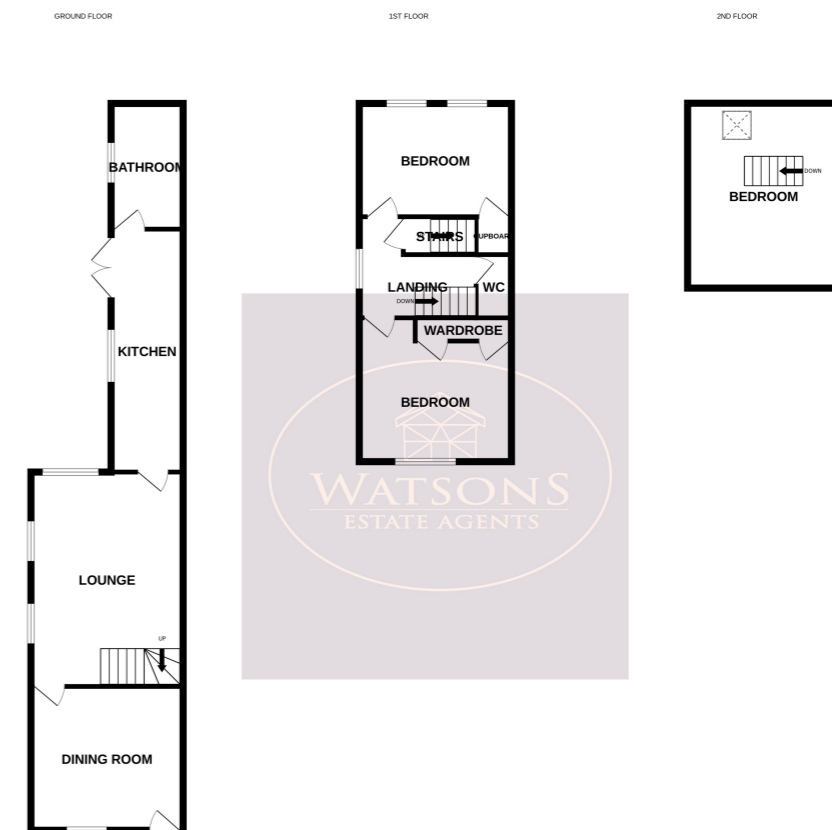 GROUND FLOOR
1ST FLOOR
2ND FLOOR
BATHROOM
KITCHEN
LOUNGE
UP
DINING ROOM
BEDROOM
STAIRS
UPBOAR
LANDING
WC
DOWN
WARDROBE
BEDROOM
WATSONS
ESTATE AGENTS
DOWN
BEDROOM